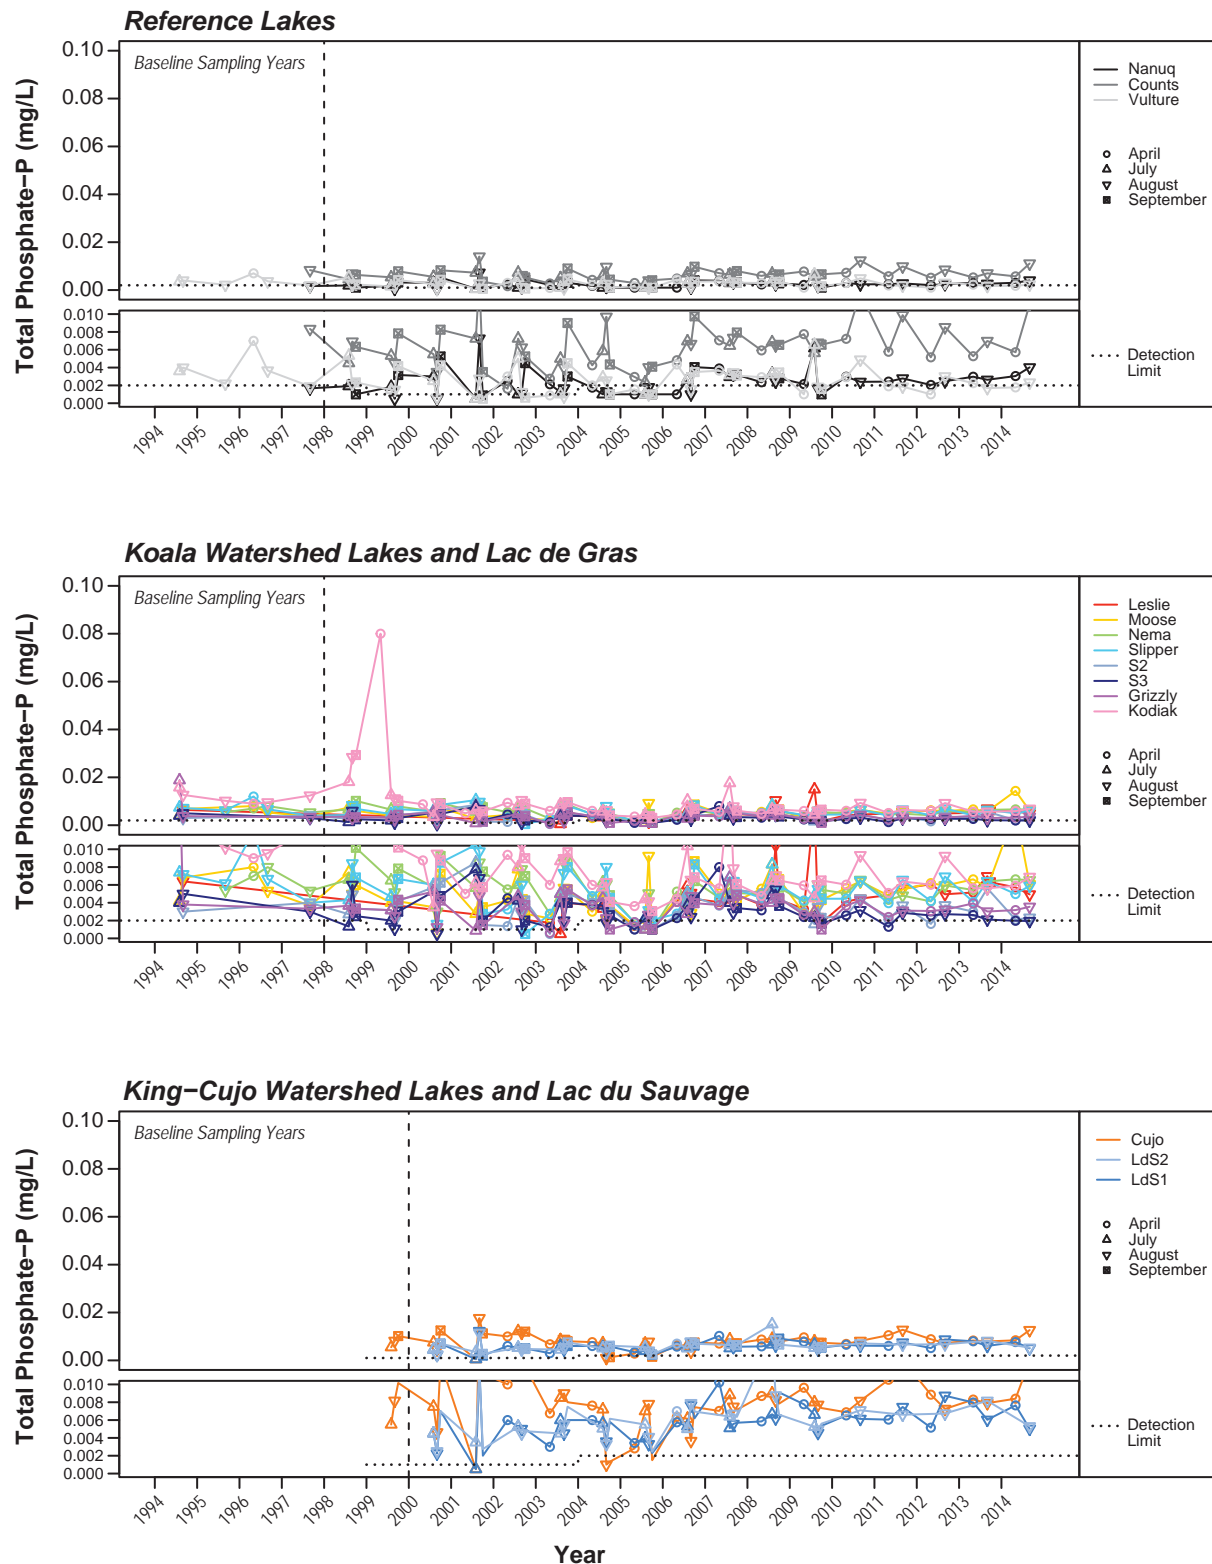 Reference Lakes
Total Phosphate-P (mg/L)
0.10
0.08
0.06
0.04
0.02
0.00
Baseline Sampling Years
Nanuq
Counts
Vulture
April
July
August
September
0.010
0.008
0.006
0.004
0.002
0.000
Detection
Limit
1994
1995
1996
1997
1998
1999
2000
2001
2002
2003
2004
2005
2006
2007
2008
2009
2010
2011
2012
2013
2014
Koala Watershed Lakes and Lac de Gras
Total Phosphate-P (mg/L)
0.10
0.08
0.06
0.04
0.02
0.00
Baseline Sampling Years
Leslie
Moose
Nema
Slipper
S2
S3
Grizzly
Kodiak
April
July
August
September
0.010
0.008
0.006
0.004
0.002
0.000
Detection
Limit
1994
1995
1996
1997
1998
1999
2000
2001
2002
2003
2004
2005
2006
2007
2008
2009
2010
2011
2012
2013
2014
King-Cujo Watershed Lakes and Lac du Sauvage
Total Phosphate-P (mg/L)
0.10
0.08
0.06
0.04
0.02
0.00
Baseline Sampling Years
Cujo
LdS2
LdS1
April
July
August
September
0.010
0.008
0.006
0.004
0.002
0.000
Detection
Limit
1994
1995
1996
1997
1998
1999
2000
2001
2002
2003
2004
2005
2006
2007
2008
2009
2010
2011
2012
2013
2014
Year